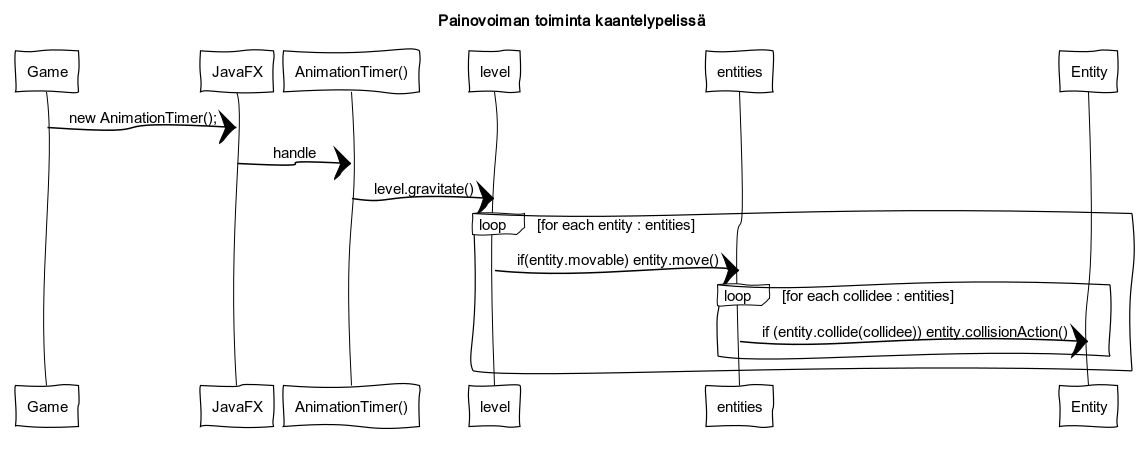 Painovoiman toiminta kaantelypelissä
Game JavaFX AnimationTimer() level entities Entity
new AnimationTimer();
handle
level.gravitate()
loop [for each entity : entities]
if(entity.movable) entity.move()
loop [for each collidee : entities]
if (entity.collide(collidee)) entity.collisionAction()
Game JavaFX AnimationTimer() level entities Entity